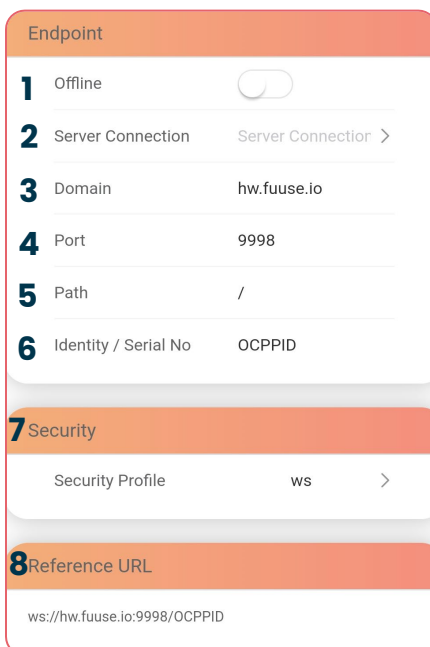 Endpoint
1 Offline
2 Server Connection Server Connection
3 Domain hw.fuuse.io
4 Port 9998
5 Path /
6 Identity / Serial No OCPPID
7 Security
Security Profile ws
8 Reference URL
ws://hw.fuuse.io:9998/OCPPID